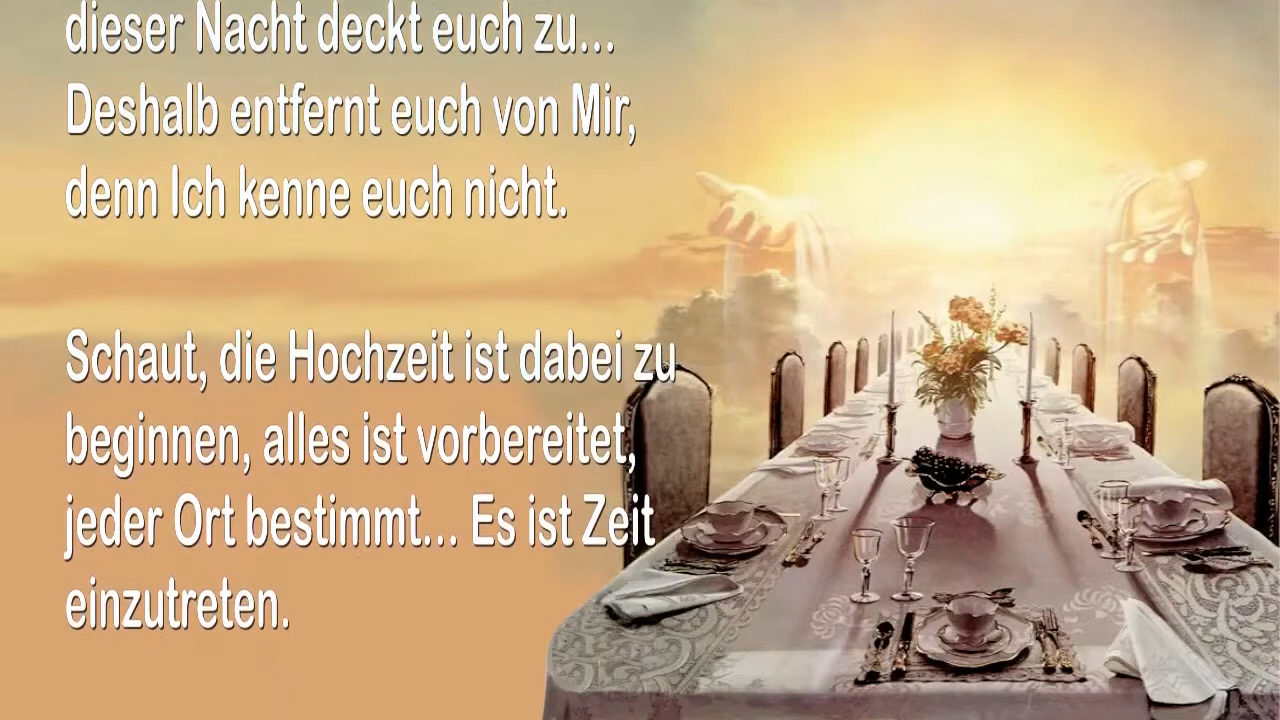 dieser Nacht deckt euch zu...
Deshalb entfernt euch von Mir,
denn Ich kenne euch nicht.
Schaut, die Hochzeit ist dabei zu
beginnen, alles ist vorbereitet,
jeder Ort bestimmt... Es ist Zeit
einzutreten.